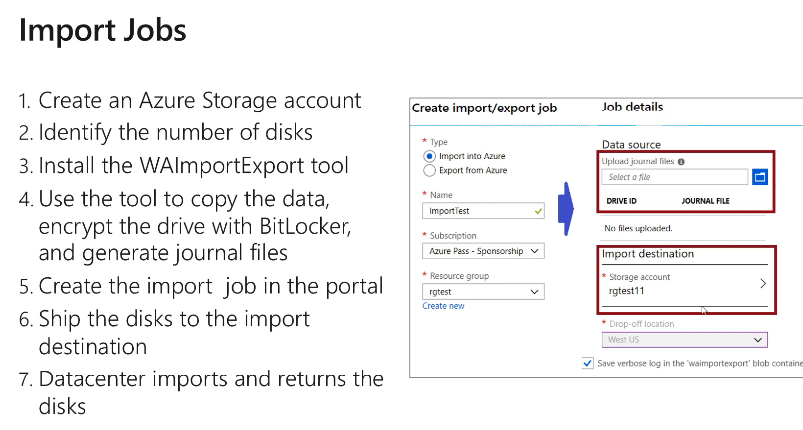 Import Jobs
1. Create an Azure Storage account
2. Identify the number of disks
3. Install the WAImportExport tool
4. Use the tool to copy the data,
encrypt the drive with BitLocker,
and generate journal files
5. Create the import job in the portal
6. Ship the disks to the import
destination
7. Datacenter imports and returns the
disks
Create import/export job
* Type
Import into Azure
Export from Azure
* Name
ImportTest
* Subscription
Azure Pass - Sponsorship
* Resource group
rgtest
Create new
Job details
Data source
Upload journal files
Select a file
DRIVE ID JOURNAL FILE
No files uploaded.
Import destination
* Storage account
rgtest11
* Drop-off location
West US
Save verbose log in the 'waimportexport' blob containe